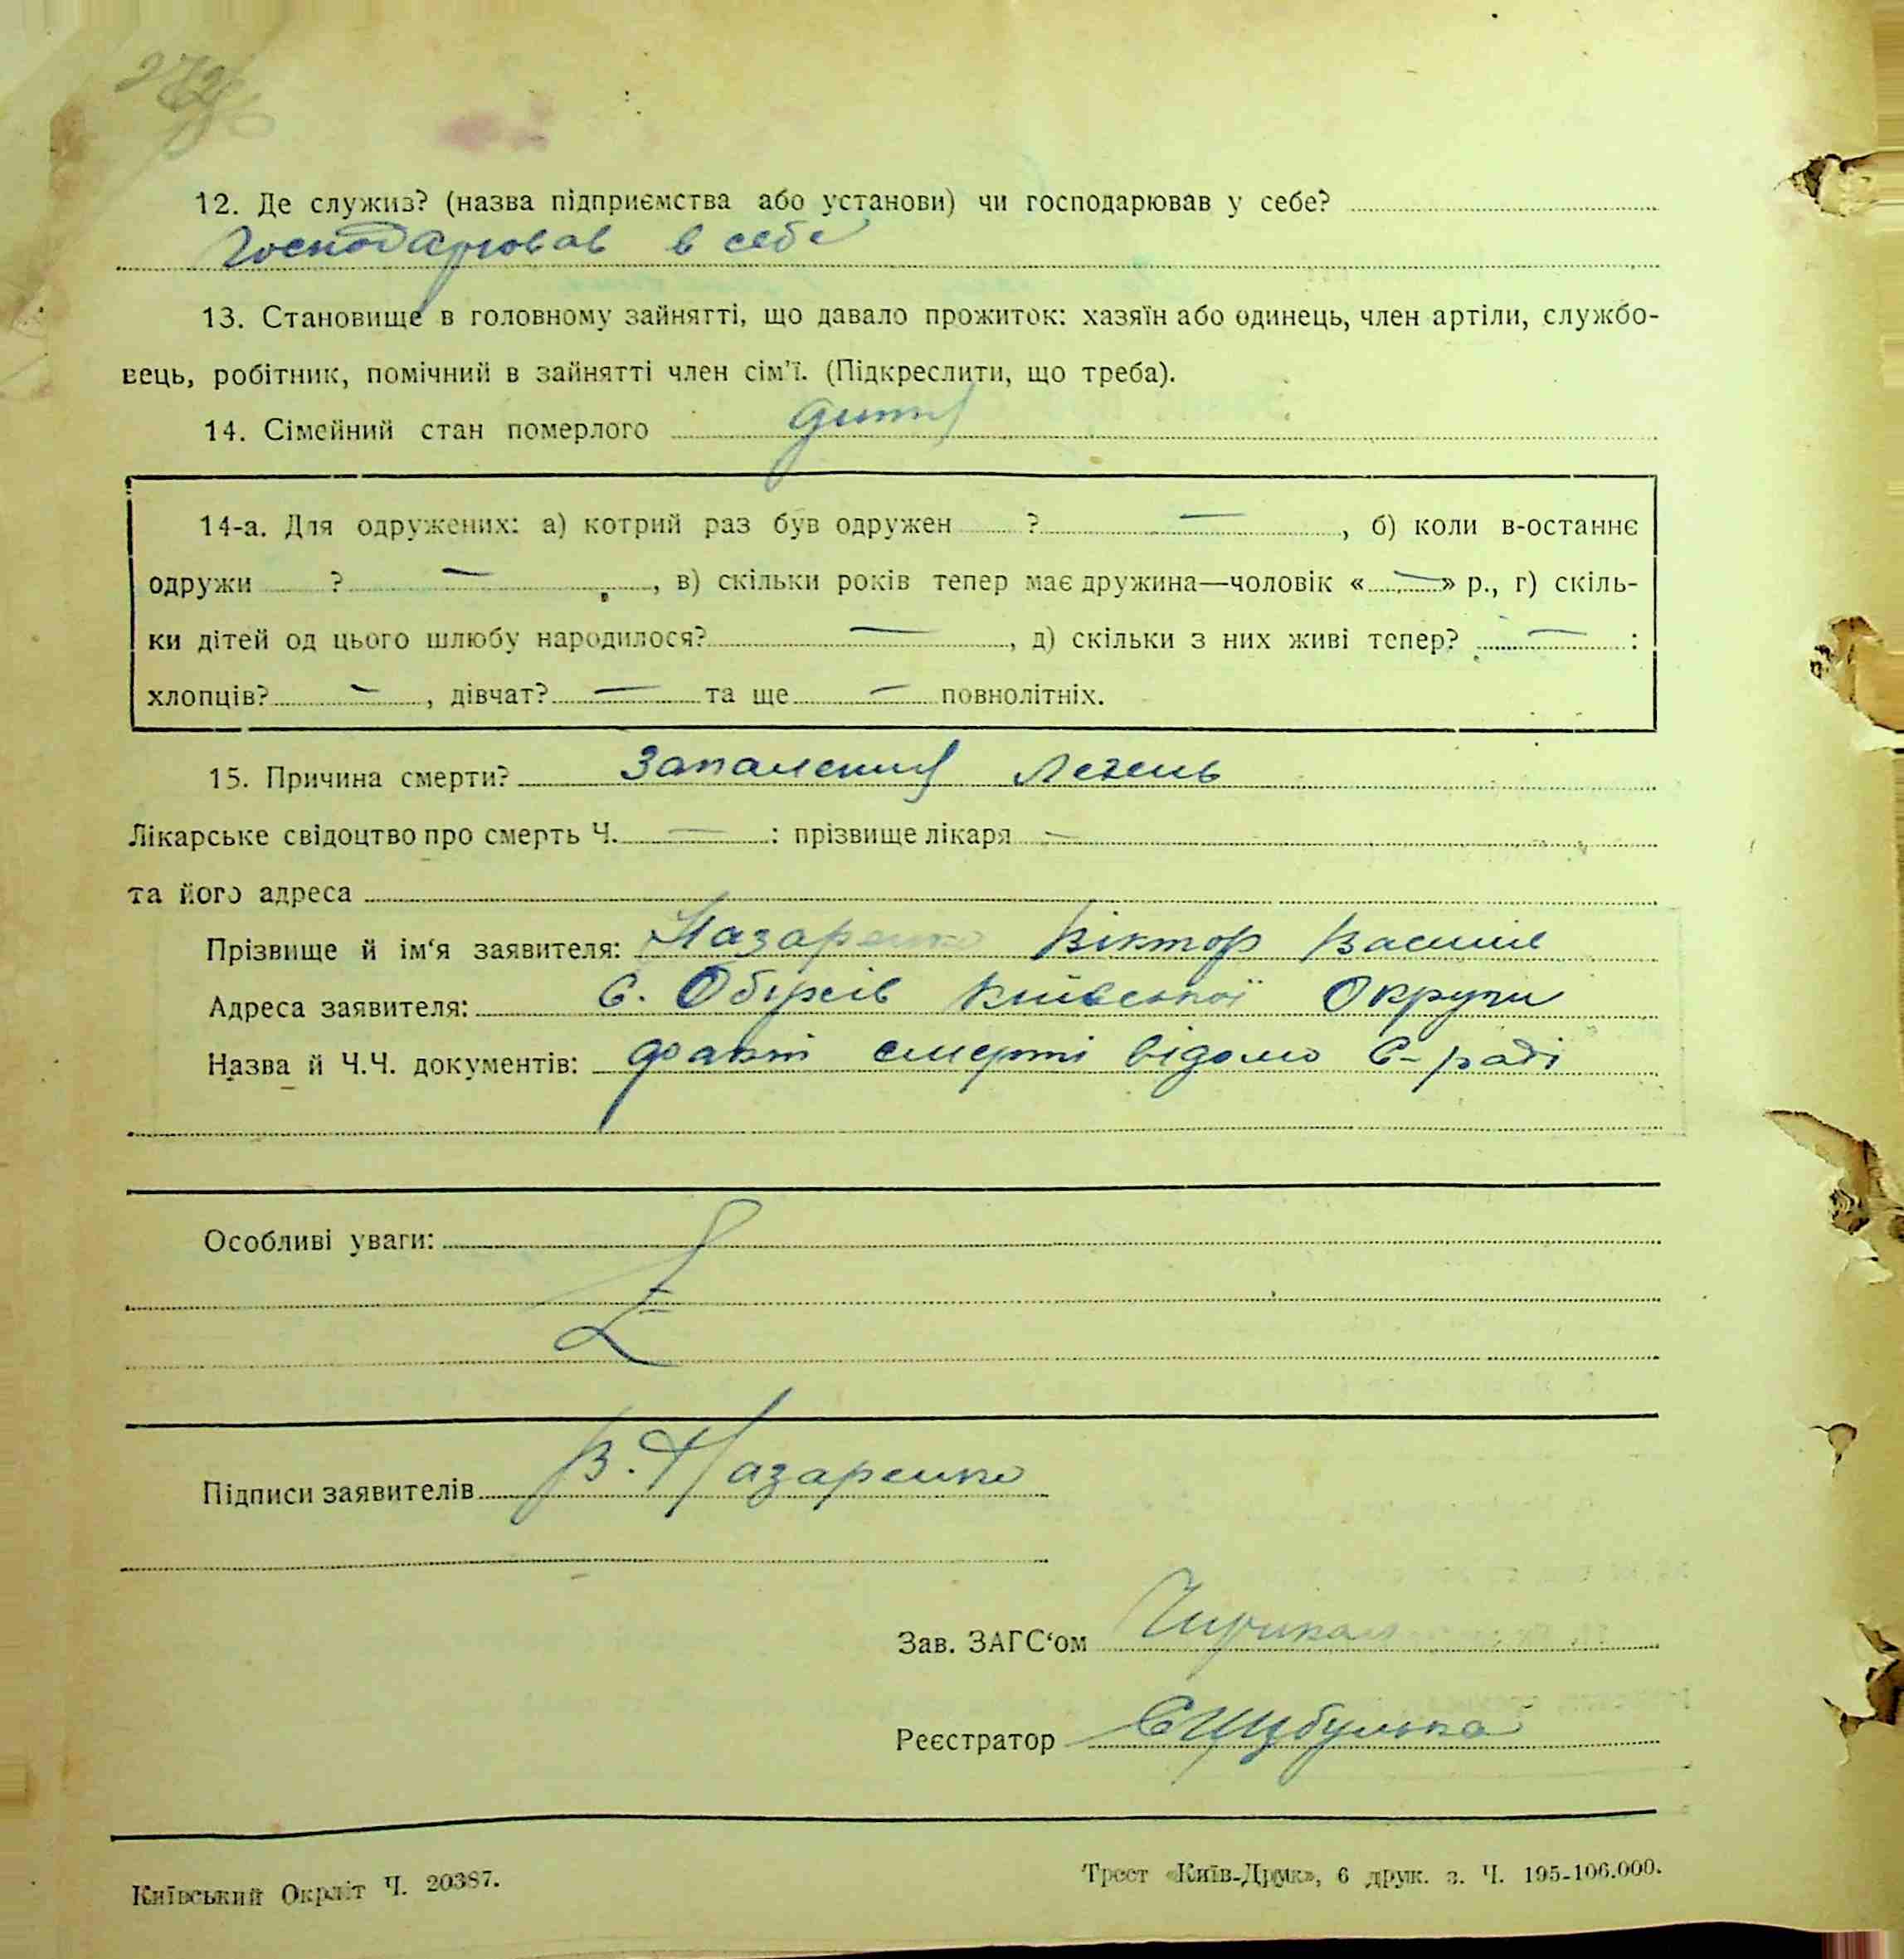 12. Де служив? (назва підприємства або установи) чи господарював у себе?
Господарював в себе
13. Становище в головному зайнятті, що давало прожиток: хазяїн або одинець, член артіли, службо-
вець, робітник, помічний в зайнятті член сім'ї. (Підкреслити, що треба).
14. Сімейний стан померлого дитя
14-а. Для одружених: а) котрий раз був одружен ? —, б) коли в-останнє
одружи ? —, в) скільки років тепер має дружина—чоловік «—» р., г) скіль-
ки дітей од цього шлюбу народилося? —, д) скільки з них живі тепер? — :
хлопців? —, дівчат? — та ще — повнолітніх.
15. Причина смерти? Запалення Легень
Лікарське свідоцтво про смерть Ч. — : прізвище лікаря —
та його адреса
Прізвище й ім‘я заявителя: Назаренко Віктор Василів
Адреса заявителя: С. Київської Округи
Назва й Ч.Ч. документів: факт смерті відомо С-раді
Особливі уваги:
Підписи заявителів В. Назаренко
Зав. ЗАГС‘ом
Реєстратор Є Цибулька
Київський Окрліт Ч. 20387.
Трест «Київ-Друк», 6 друк. з. Ч. 195-106.000.